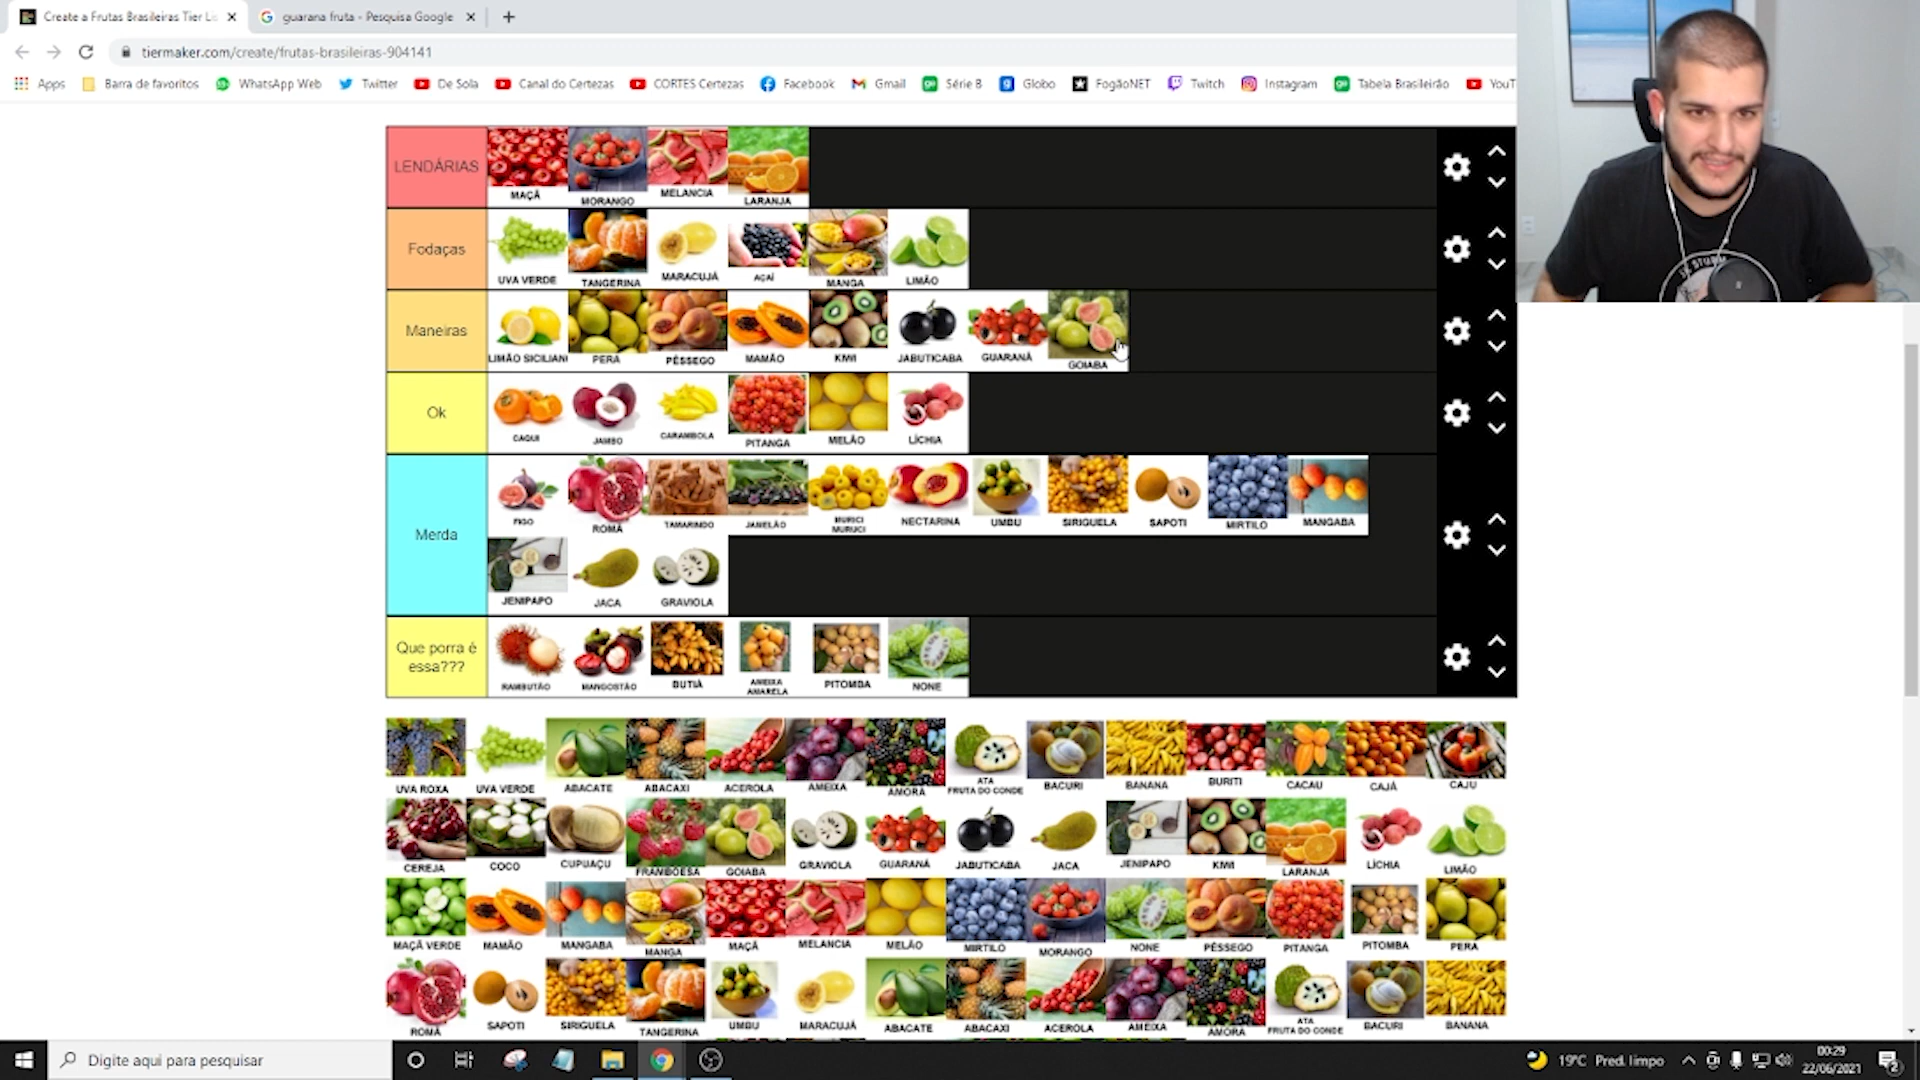 Create a Frutas Brasileiras Tier Lis
guarana fruta - Pesquisa Google
tiermaker.com/create/frutas-brasileiras-904141
Apps Barra de favoritos WhatsApp Web Twitter De Sola Canal do Certezas CORTES Certezas Facebook Gmail Série B Globo FogãoNET Twitch Instagram Tabela Brasileirão YouT
LENDÁRIAS
MAÇÃ MORANGO MELANCIA LARANJA
Fodaças
UVA VERDE TANGERINA MARACUJÁ AÇAÍ MANGA LIMÃO
Maneiras
LIMÃO SICILIANI PERA PÊSSEGO MAMÃO KIWI JABUTICABA GUARANÁ GOIABA
Ok
CAQUI JAMBO CARAMBOLA PITANGA MELÃO LÍCHIA
Merda
FIGO ROMÃ TAMARINDO JAMELÃO MURICI MURUCI NECTARINA UMBU SIRIGUELA SAPOTI MIRTILO MANGABA
JENIPAPO JACA GRAVIOLA
Que porra é
essa???
RAMBUTÃO MANGOSTÃO BUTIÁ AMEIXA AMARELA PITOMBA NONE
UVA ROXA UVA VERDE ABACATE ABACAXI ACEROLA AMEIXA AMORA ATA FRUTA DO CONDE BACURI BANANA BURITI CACAU CAJÁ CAJU
CEREJA COCO CUPUAÇU FRAMBOESA GOIABA GRAVIOLA GUARANÁ JABUTICABA JACA JENIPAPO KIWI LARANJA LÍCHIA LIMÃO
MAÇÃ VERDE MAMÃO MANGABA MANGA MAÇÃ MELANCIA MELÃO MIRTILO MORANGO NONE PÊSSEGO PITANGA PITOMBA PERA
ROMÃ SAPOTI SIRIGUELA TANGERINA UMBU MARACUJÁ ABACATE ABACAXI ACEROLA AMEIXA AMORA ATA FRUTA DO CONDE BACURI BANANA
Digite aqui para pesquisar
19°C Pred. limpo
00:29
22/06/2021
2